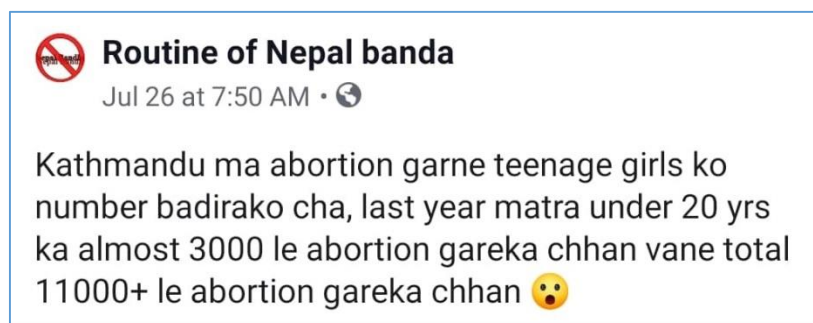 Routine of Nepal banda
Jul 26 at 7:50 AM •
Kathmandu ma abortion garne teenage girls ko
number badirako cha, last year matra under 20 yrs
ka almost 3000 le abortion gareka chhan vane total
11000+ le abortion gareka chhan 😮